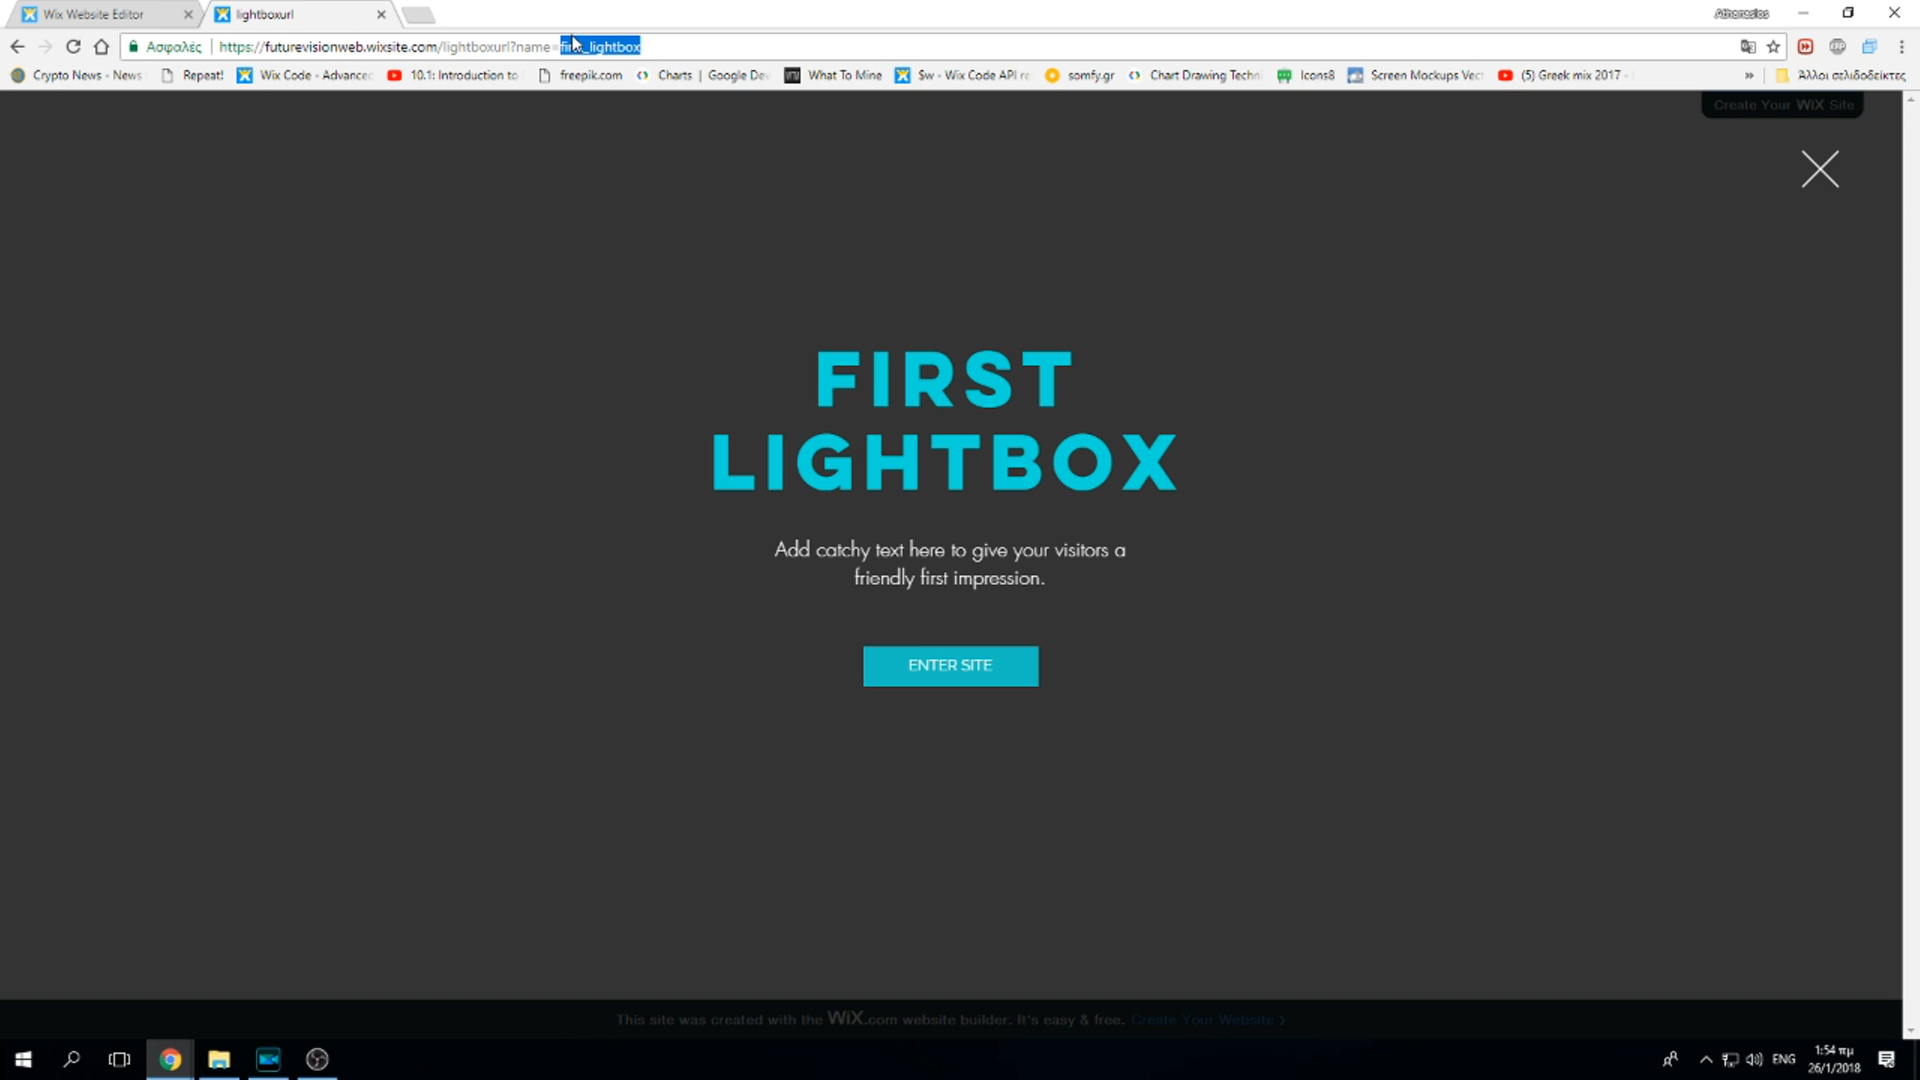 Wix Website Editor
lightboxurl
Ασφαλές
https://futurevisionweb.wixsite.com/lightboxurl?name=first_lightbox
Crypto News - News
Repeat!
Wix Code - Advance
10.1: Introduction to
freepik.com
Charts | Google De
What To Mine
$w - Wix Code API re
somfy.gr
Chart Drawing Techni
Icons8
Screen Mockups Vec
(5) Greek mix 2017 -
»
Άλλοι σελιδοδείκτες
Create Your WiX Site
FIRST
LIGHTBOX
Add catchy text here to give your visitors a
friendly first impression.
ENTER SITE
This site was created with the WiX.com website builder. It's easy & free. Create Your Website >
ENG
1:54 πμ
26/1/2018